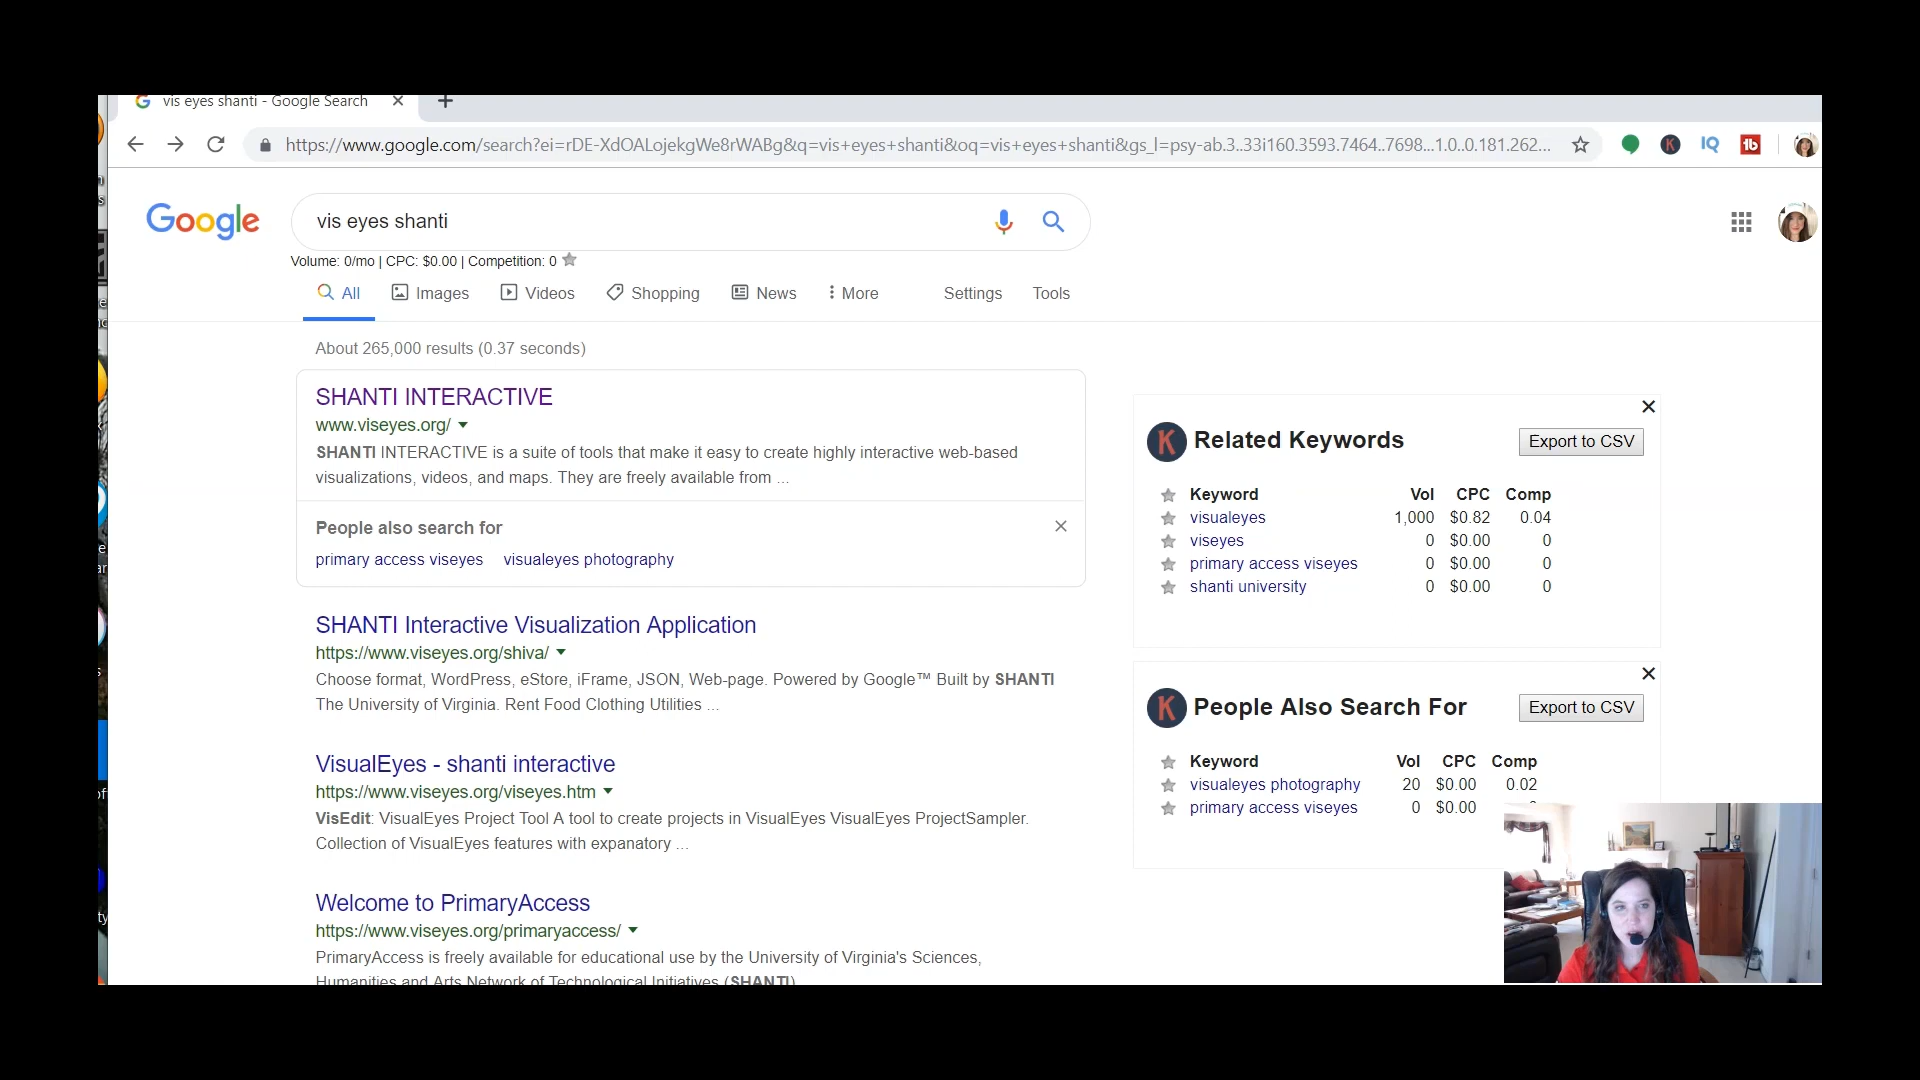 vis eyes shanti - Google Search
https://www.google.com/search?ei=rDE-XdOALojekgWe8rWABg&q=vis+eyes+shanti&oq=vis+eyes+shanti&gs_l=psy-ab.3..33i160.3593.7464..7698...1.0..0.181.262...
K
IQ
Google
vis eyes shanti
Volume: 0/mo | CPC: $0.00 | Competition: 0
All Images Videos Shopping News More Settings Tools
About 265,000 results (0.37 seconds)
SHANTI INTERACTIVE
www.viseyes.org/
SHANTI INTERACTIVE is a suite of tools that make it easy to create highly interactive web-based
visualizations, videos, and maps. They are freely available from ...
People also search for
primary access viseyes visualeyes photography
SHANTI Interactive Visualization Application
https://www.viseyes.org/shiva/
Choose format, WordPress, eStore, iFrame, JSON, Web-page. Powered by Google™ Built by SHANTI
The University of Virginia. Rent Food Clothing Utilities ...
VisualEyes - shanti interactive
https://www.viseyes.org/viseyes.htm
VisEdit: VisualEyes Project Tool A tool to create projects in VisualEyes VisualEyes ProjectSampler.
Collection of VisualEyes features with expanatory ...
Welcome to PrimaryAccess
https://www.viseyes.org/primaryaccess/
PrimaryAccess is freely available for educational use by the University of Virginia's Sciences,
Humanities and Arts Network of Technological Initiatives (SHANTI)
K Related Keywords Export to CSV
Keyword Vol CPC Comp
visualeyes 1,000 $0.82 0.04
viseyes 0 $0.00 0
primary access viseyes 0 $0.00 0
shanti university 0 $0.00 0
K People Also Search For Export to CSV
Keyword Vol CPC Comp
visualeyes photography 20 $0.00 0.02
primary access viseyes 0 $0.00